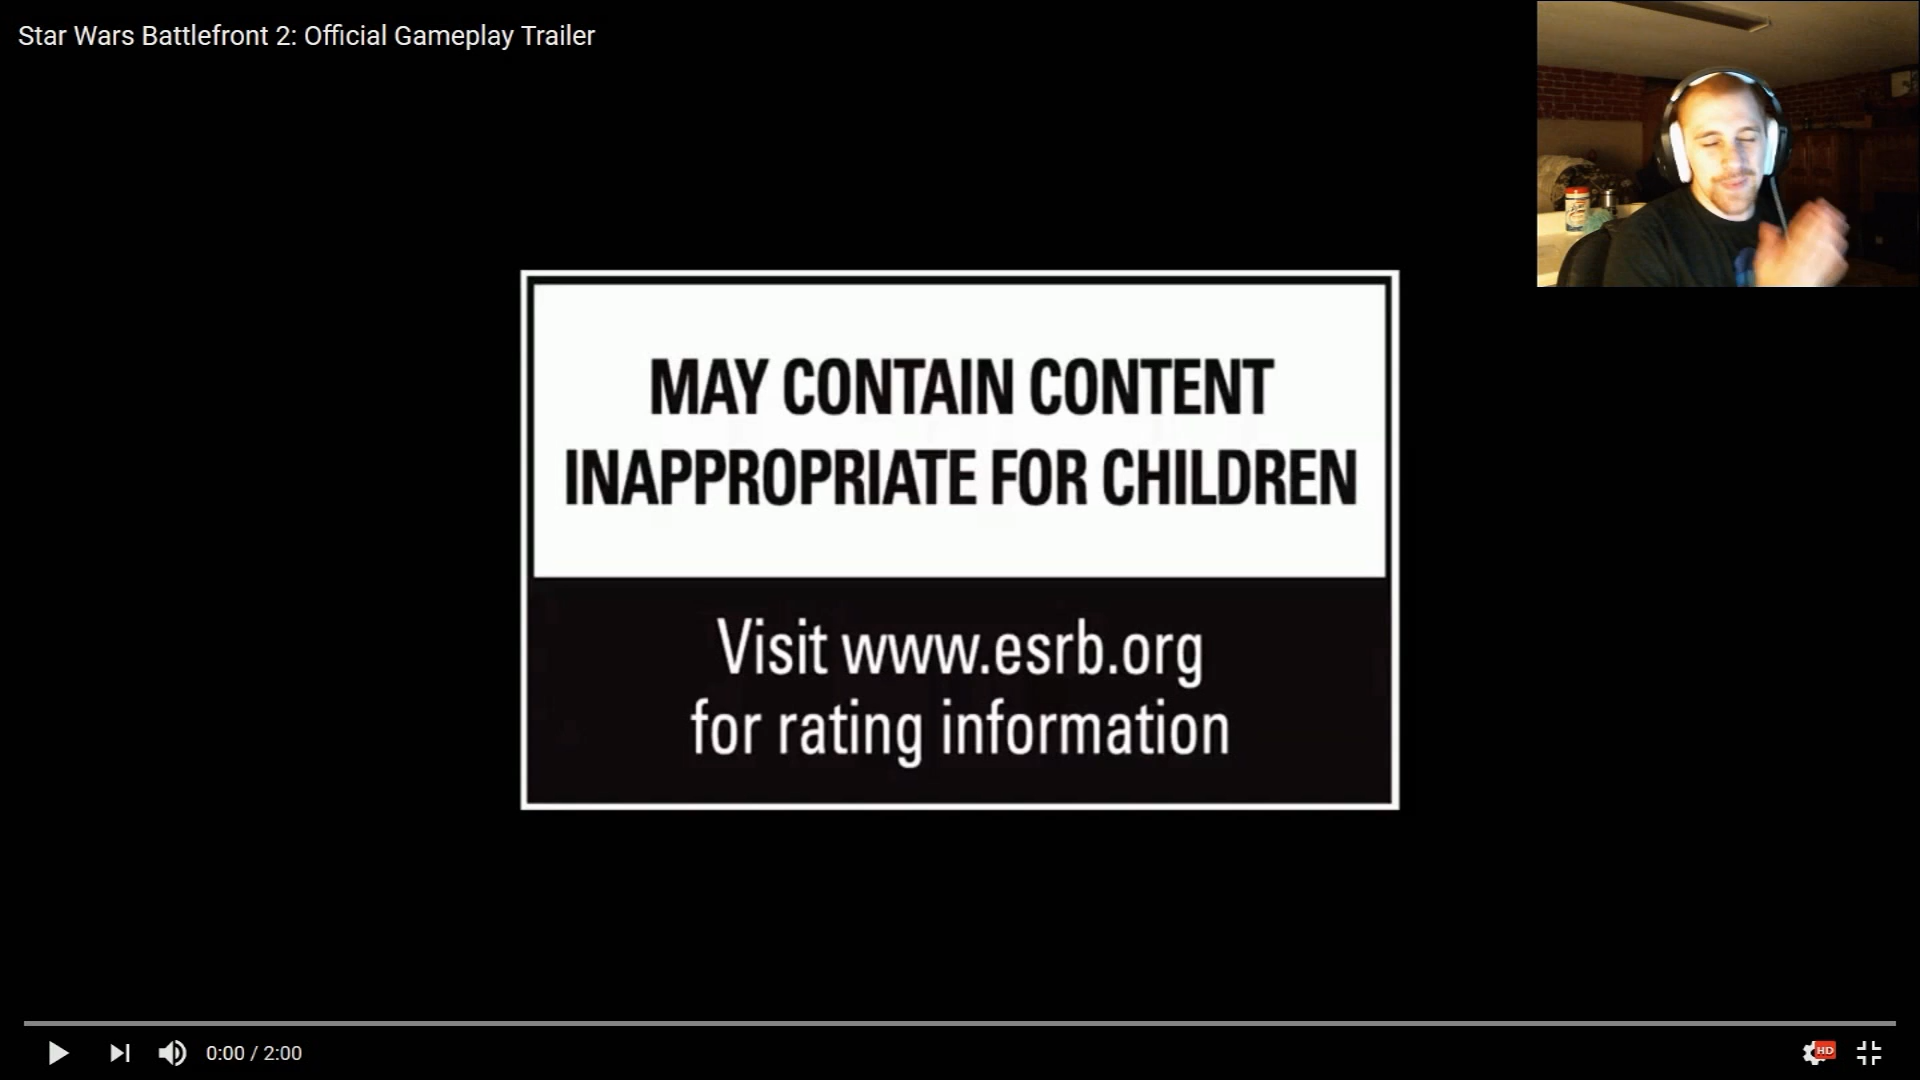 Star Wars Battlefront 2: Official Gameplay Trailer
MAY CONTAIN CONTENT
INAPPROPRIATE FOR CHILDREN
Visit www.esrb.org
for rating information
0:00 / 2:00
HD